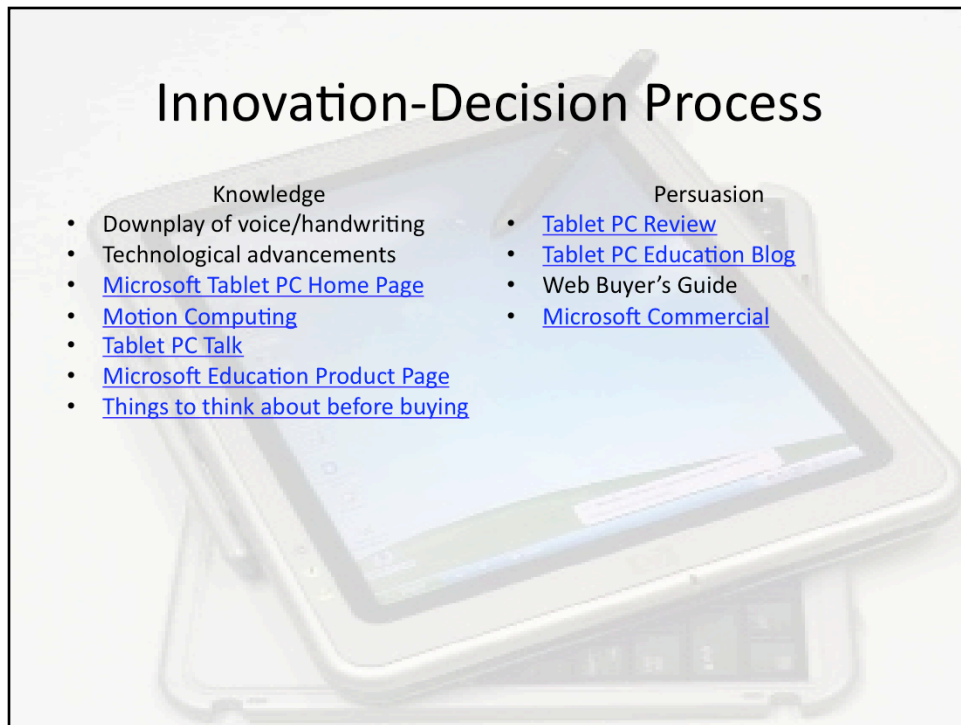 Innovation-Decision Process
Knowledge
• Downplay of voice/handwriting
• Technological advancements
• Microsoft Tablet PC Home Page
• Motion Computing
• Tablet PC Talk
• Microsoft Education Product Page
• Things to think about before buying
Persuasion
• Tablet PC Review
• Tablet PC Education Blog
• Web Buyer’s Guide
• Microsoft Commercial